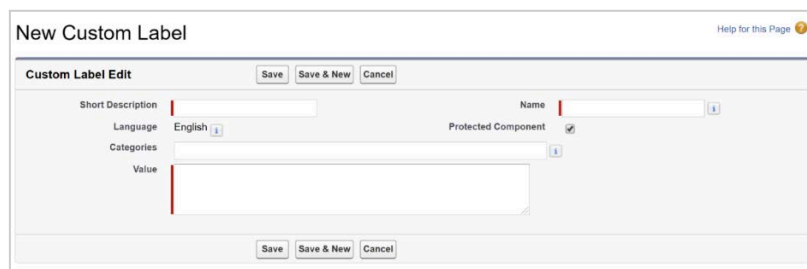 New Custom Label
Help for this Page
Custom Label Edit
Save Save & New Cancel
Short Description
Name
Language English
Protected Component
Categories
Value
Save Save & New Cancel